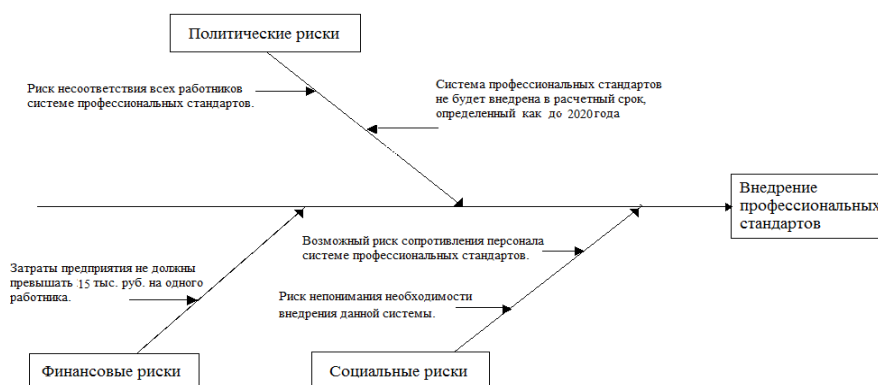 Политические риски
Риск несоответствия всех работников
системе профессиональных стандартов.
Система профессиональных стандартов
не будет внедрена в расчетный срок,
определенный как до 2020 года
Внедрение
профессиональных
стандартов
Возможный риск сопротивления персонала
системе профессиональных стандартов.
Затраты предприятия не должны
превышать 15 тыс. руб. на одного
работника.
Риск непонимания необходимости
внедрения данной системы.
Финансовые риски
Социальные риски